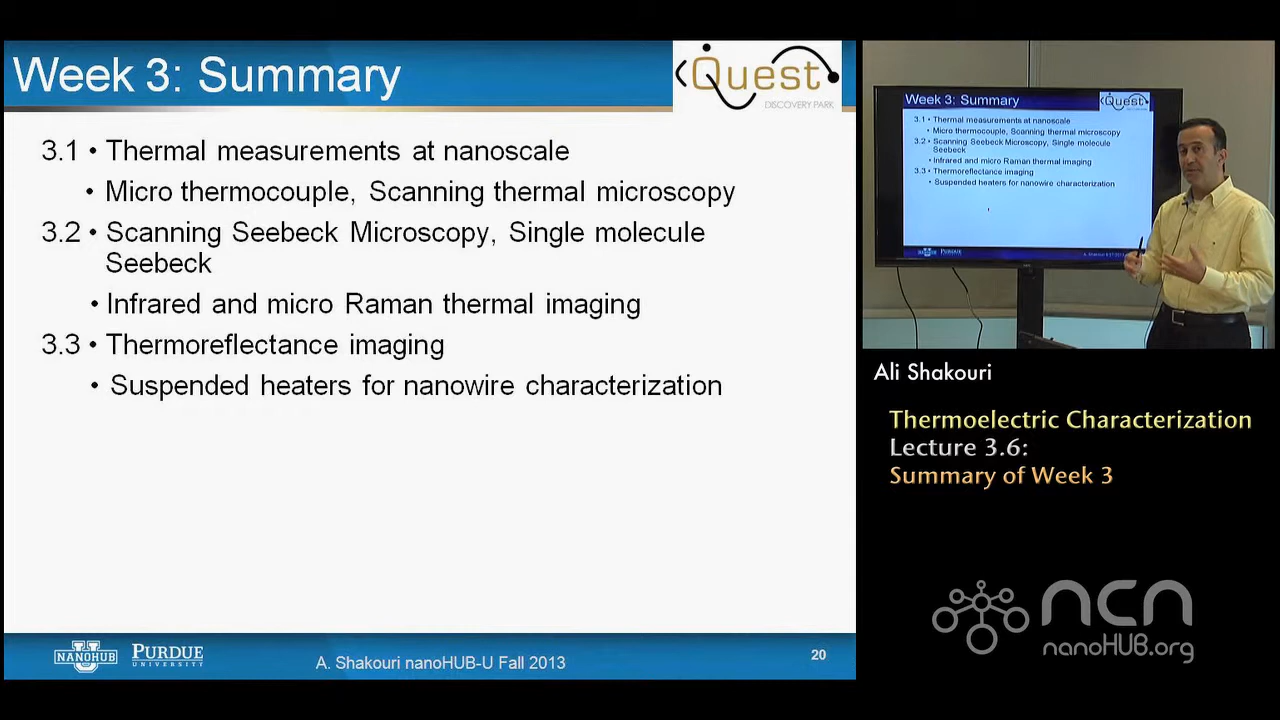 Week 3: Summary
Quest
DISCOVERY PARK
3.1 • Thermal measurements at nanoscale
• Micro thermocouple, Scanning thermal microscopy
3.2 • Scanning Seebeck Microscopy, Single molecule
Seebeck
• Infrared and micro Raman thermal imaging
3.3 • Thermoreflectance imaging
• Suspended heaters for nanowire characterization
NANOHUB
U
PURDUE
UNIVERSITY
A. Shakouri nanoHUB-U Fall 2013
20
Week 3: Summary
Quest
3.1 • Thermal measurements at nanoscale
• Micro thermocouple, Scanning thermal microscopy
3.2 • Scanning Seebeck Microscopy, Single molecule
Seebeck
• Infrared and micro Raman thermal imaging
3.3 • Thermoreflectance imaging
• Suspended heaters for nanowire characterization
PURDUE
Ali Shakouri
Thermoelectric Characterization
Lecture 3.6:
Summary of Week 3
ncn
nanoHUB.org